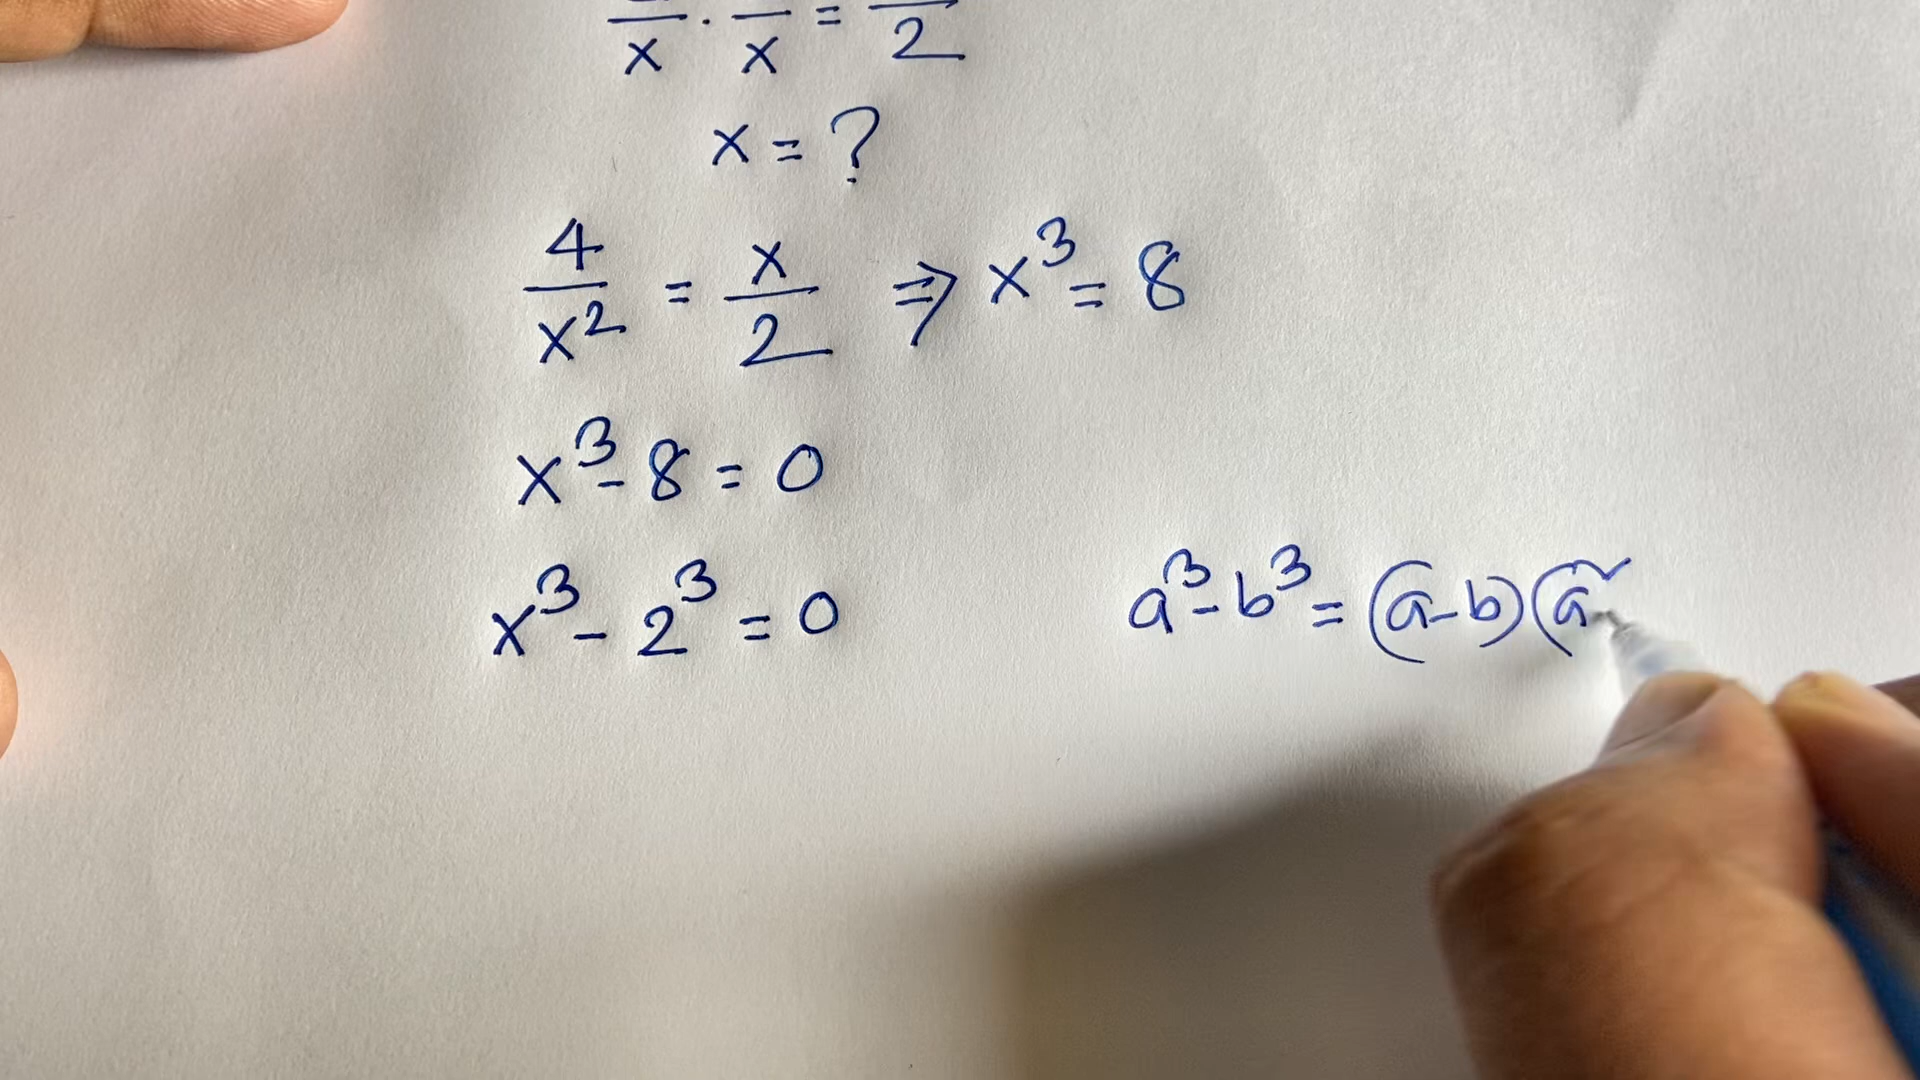 /x · /x = /2
x = ?
4/x² = x/2 ⇒ x³ = 8
x³ - 8 = 0
x³ - 2³ = 0
a³ - b³ = (a - b)(a²